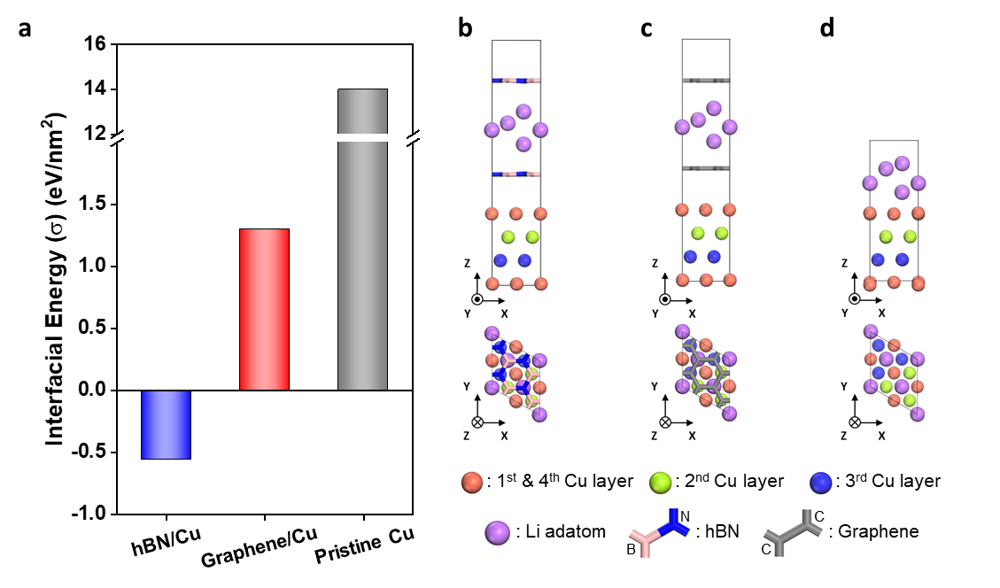 a
b
c
d
Interfacial Energy (σ) (eV/nm²)
16
14
12
1.5
1.0
0.5
0.0
-0.5
-1.0
hBN/Cu
Graphene/Cu
Pristine Cu
Z
Y
X
Z
Y
X
Z
Y
X
Y
Z
X
Y
Z
X
Y
Z
X
: 1st & 4th Cu layer
: 2nd Cu layer
: 3rd Cu layer
: Li adatom
N
B
: hBN
C
C
: Graphene